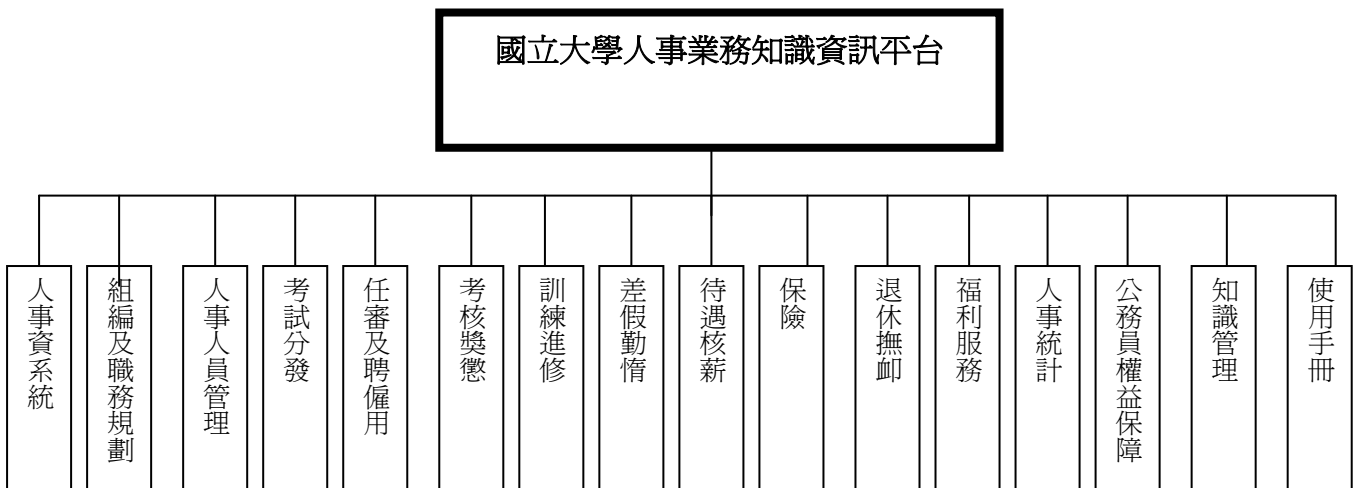 國立大學人事業務知識資訊平台
人事資系統
組編及職務規劃
人事人員管理
考試分發
任審及聘僱用
考核獎懲
訓練進修
差假勤惰
待遇核薪
保險
退休撫卹
福利服務
人事統計
公務員權益保障
知識管理
使用手冊